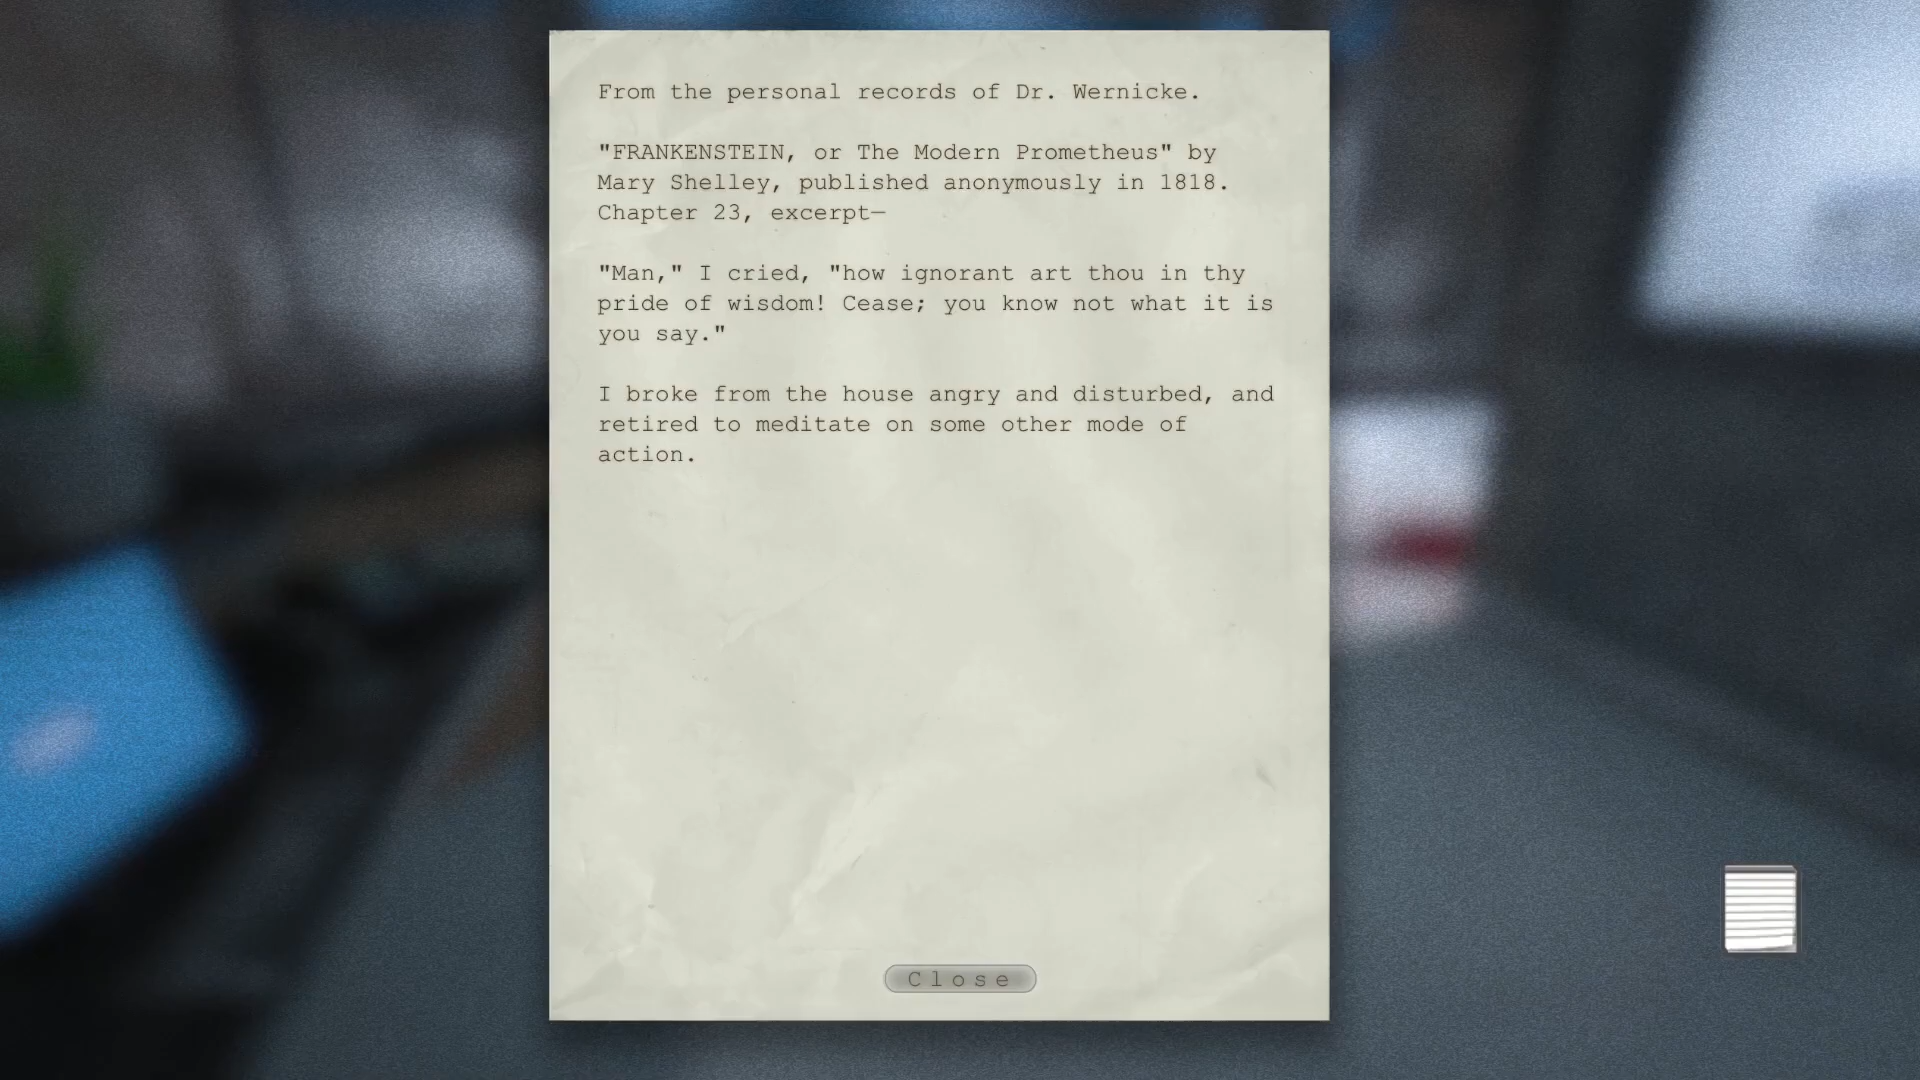 From the personal records of Dr. Wernicke.
"FRANKENSTEIN, or The Modern Prometheus" by
Mary Shelley, published anonymously in 1818.
Chapter 23, excerpt—
"Man," I cried, "how ignorant art thou in thy
pride of wisdom! Cease; you know not what it is
you say."
I broke from the house angry and disturbed, and
retired to meditate on some other mode of
action.
Close